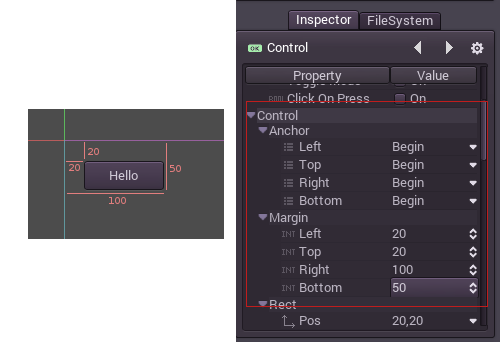 20
20
Hello
50
100
Inspector
FileSystem
OK Control
Property
Value
Click On Press
On
Control
Anchor
Left
Begin
Top
Begin
Right
Begin
Bottom
Begin
Margin
INT Left
20
INT Top
20
INT Right
100
INT Bottom
50
Rect
Pos
20,20